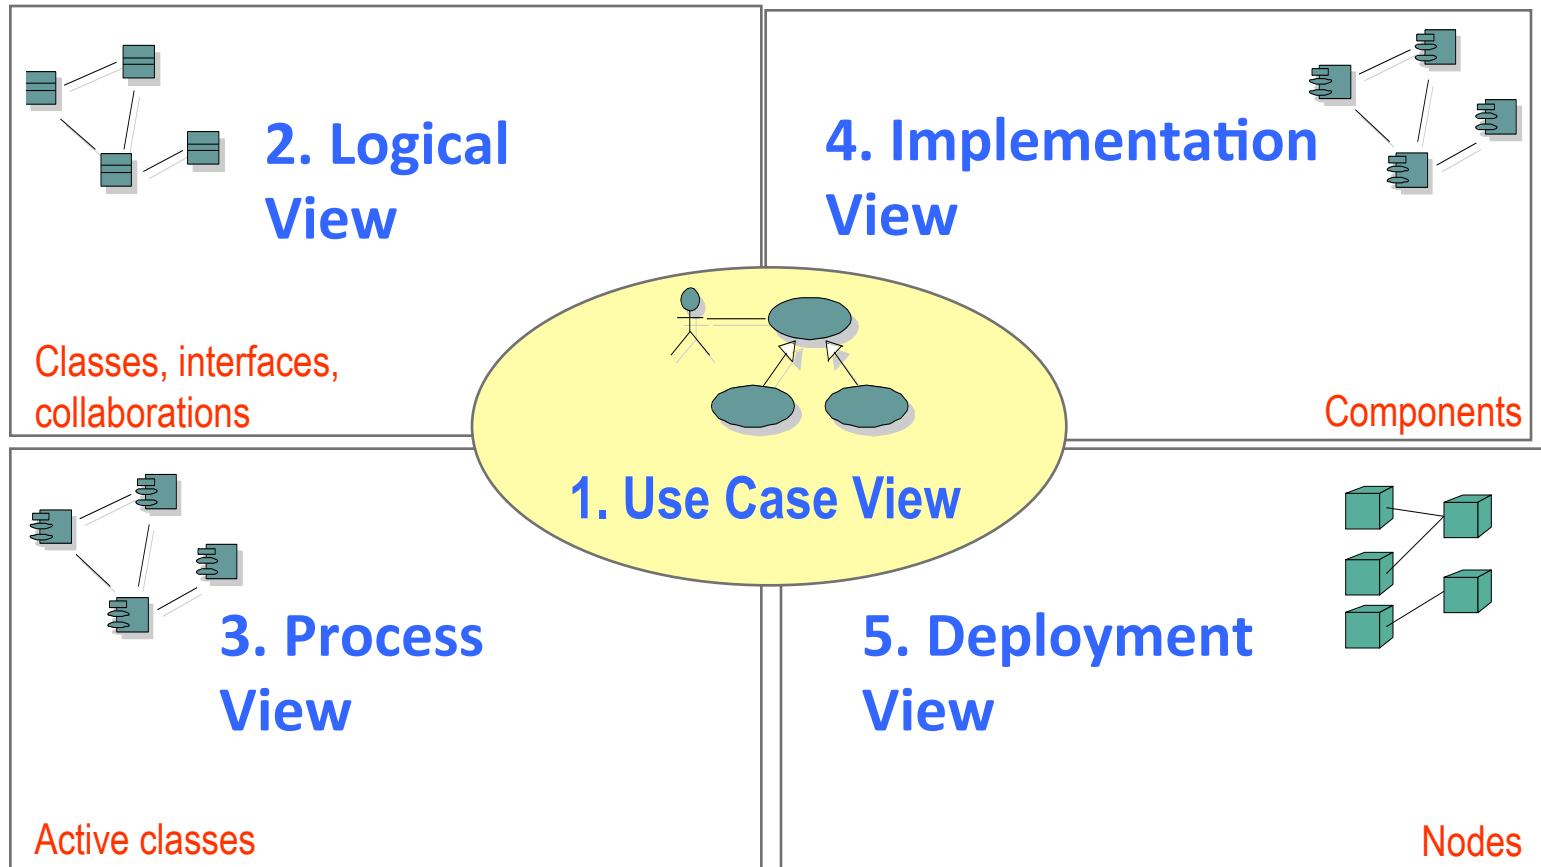 2. Logical
View
Classes, interfaces,
collaborations
4. Implementation
View
Components
1. Use Case View
3. Process
View
Active classes
5. Deployment
View
Nodes